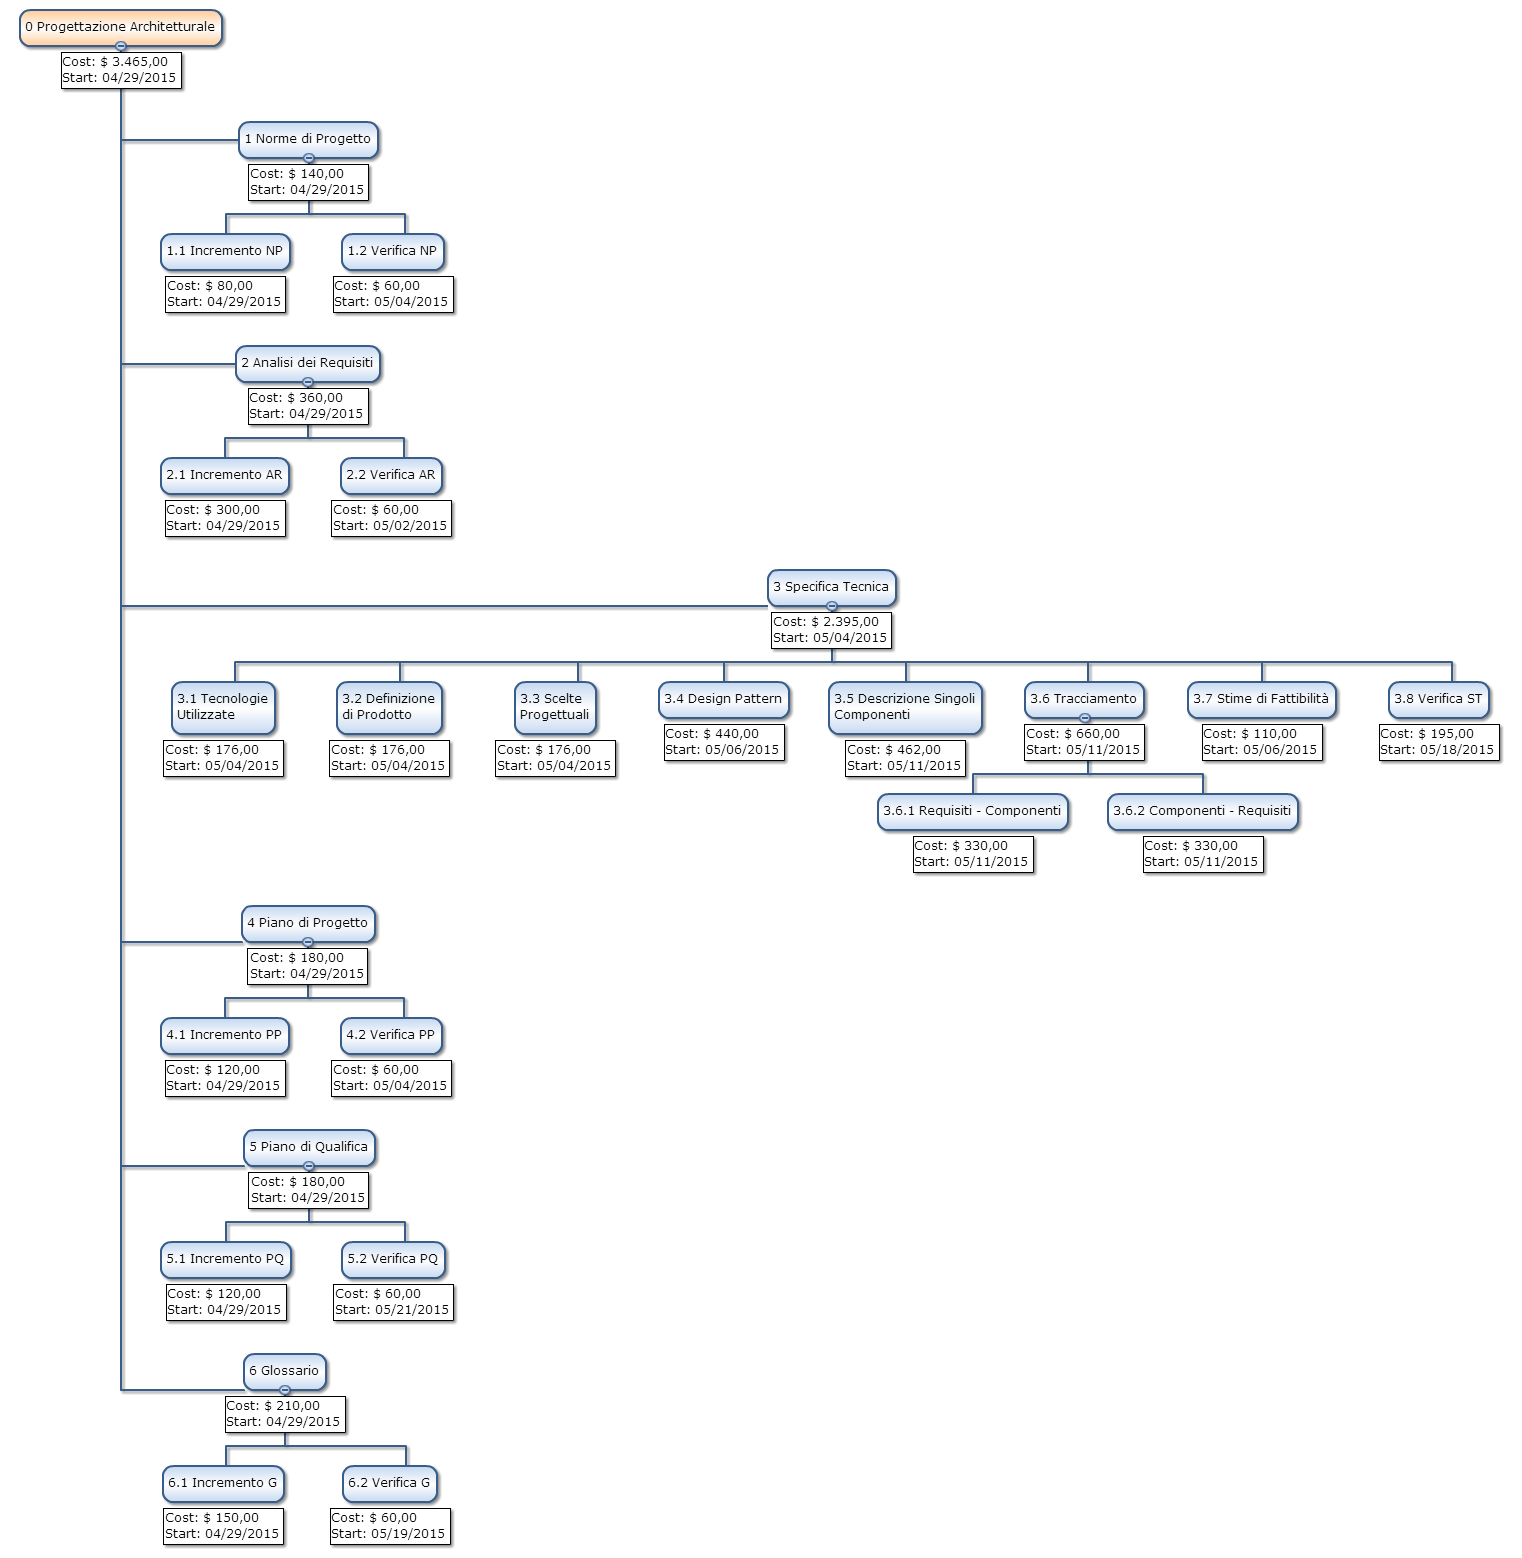 0 Progettazione Architetturale
Cost: $ 3.465,00
Start: 04/29/2015
1 Norme di Progetto
Cost: $ 140,00
Start: 04/29/2015
1.1 Incremento NP
Cost: $ 80,00
Start: 04/29/2015
1.2 Verifica NP
Cost: $ 60,00
Start: 05/04/2015
2 Analisi dei Requisiti
Cost: $ 360,00
Start: 04/29/2015
2.1 Incremento AR
Cost: $ 300,00
Start: 04/29/2015
2.2 Verifica AR
Cost: $ 60,00
Start: 05/02/2015
3 Specifica Tecnica
Cost: $ 2.395,00
Start: 05/04/2015
3.1 Tecnologie
Utilizzate
Cost: $ 176,00
Start: 05/04/2015
3.2 Definizione
di Prodotto
Cost: $ 176,00
Start: 05/04/2015
3.3 Scelte
Progettuali
Cost: $ 176,00
Start: 05/04/2015
3.4 Design Pattern
Cost: $ 440,00
Start: 05/06/2015
3.5 Descrizione Singoli
Componenti
Cost: $ 462,00
Start: 05/11/2015
3.6 Tracciamento
Cost: $ 660,00
Start: 05/11/2015
3.6.1 Requisiti - Componenti
Cost: $ 330,00
Start: 05/11/2015
3.6.2 Componenti - Requisiti
Cost: $ 330,00
Start: 05/11/2015
3.7 Stime di Fattibilità
Cost: $ 110,00
Start: 05/06/2015
3.8 Verifica ST
Cost: $ 195,00
Start: 05/18/2015
4 Piano di Progetto
Cost: $ 180,00
Start: 04/29/2015
4.1 Incremento PP
Cost: $ 120,00
Start: 04/29/2015
4.2 Verifica PP
Cost: $ 60,00
Start: 05/04/2015
5 Piano di Qualifica
Cost: $ 180,00
Start: 04/29/2015
5.1 Incremento PQ
Cost: $ 120,00
Start: 04/29/2015
5.2 Verifica PQ
Cost: $ 60,00
Start: 05/21/2015
6 Glossario
Cost: $ 210,00
Start: 04/29/2015
6.1 Incremento G
Cost: $ 150,00
Start: 04/29/2015
6.2 Verifica G
Cost: $ 60,00
Start: 05/19/2015